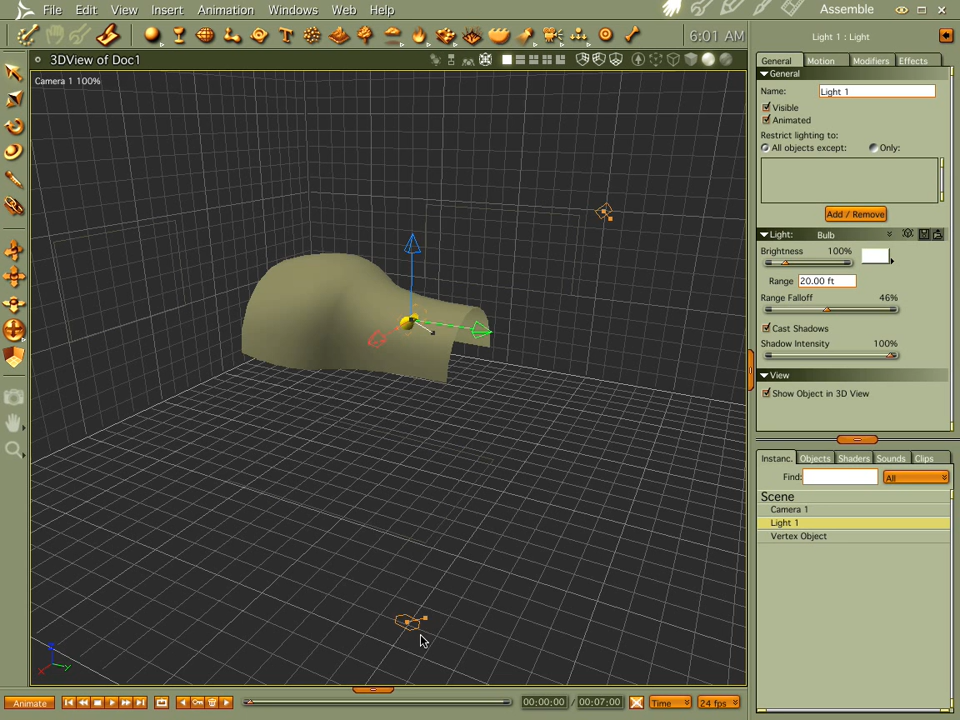 File Edit View Insert Animation Windows Web Help Assemble
6:01 AM
3DView of Doc1
Camera 1 100%
Light 1 : Light
General Motion Modifiers Effects
General
Name: Light 1
Visible
Animated
Restrict lighting to:
All objects except: Only:
Add / Remove
Light: Bulb
Brightness 100%
Range 20.00 ft
Range Falloff 46%
Cast Shadows
Shadow Intensity 100%
View
Show Object in 3D View
Instanc. Objects Shaders Sounds Clips
Find: All
Scene
Camera 1
Light 1
Vertex Object
Animate 00:00:00 / 00:07:00 Time 24 fps